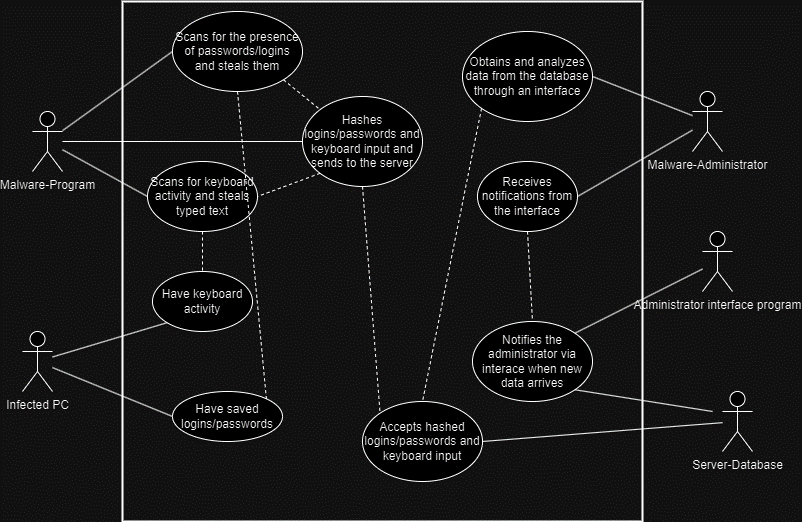 Scans for the presence
of passwords/logins
and steals them
Obtains and analyzes
data from the database
through an interface
Hashes
logins/passwords and
keyboard input and
sends to the server
Malware-Program
Malware-Administrator
Scans for keyboard
activity and steals
typed text
Receives
notifications from
the interface
Have keyboard
activity
Administrator interface program
Notifies the
administrator via
interace when new
data arrives
Infected PC
Have saved
logins/passwords
Accepts hashed
logins/passwords and
keyboard input
Server-Database